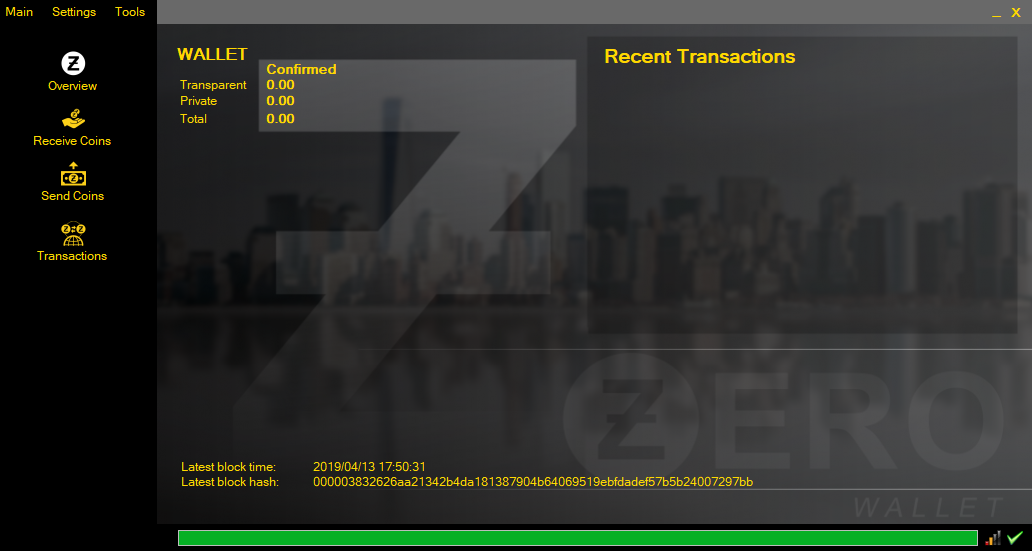 Main Settings Tools
_ X
Overview
Receive Coins
Send Coins
Transactions
WALLET
Confirmed
Transparent 0.00
Private 0.00
Total 0.00
Recent Transactions
ZERO
WALLET
Latest block time: 2019/04/13 17:50:31
Latest block hash: 000003832626aa21342b4da181387904b64069519ebfdadef57b5b24007297bb